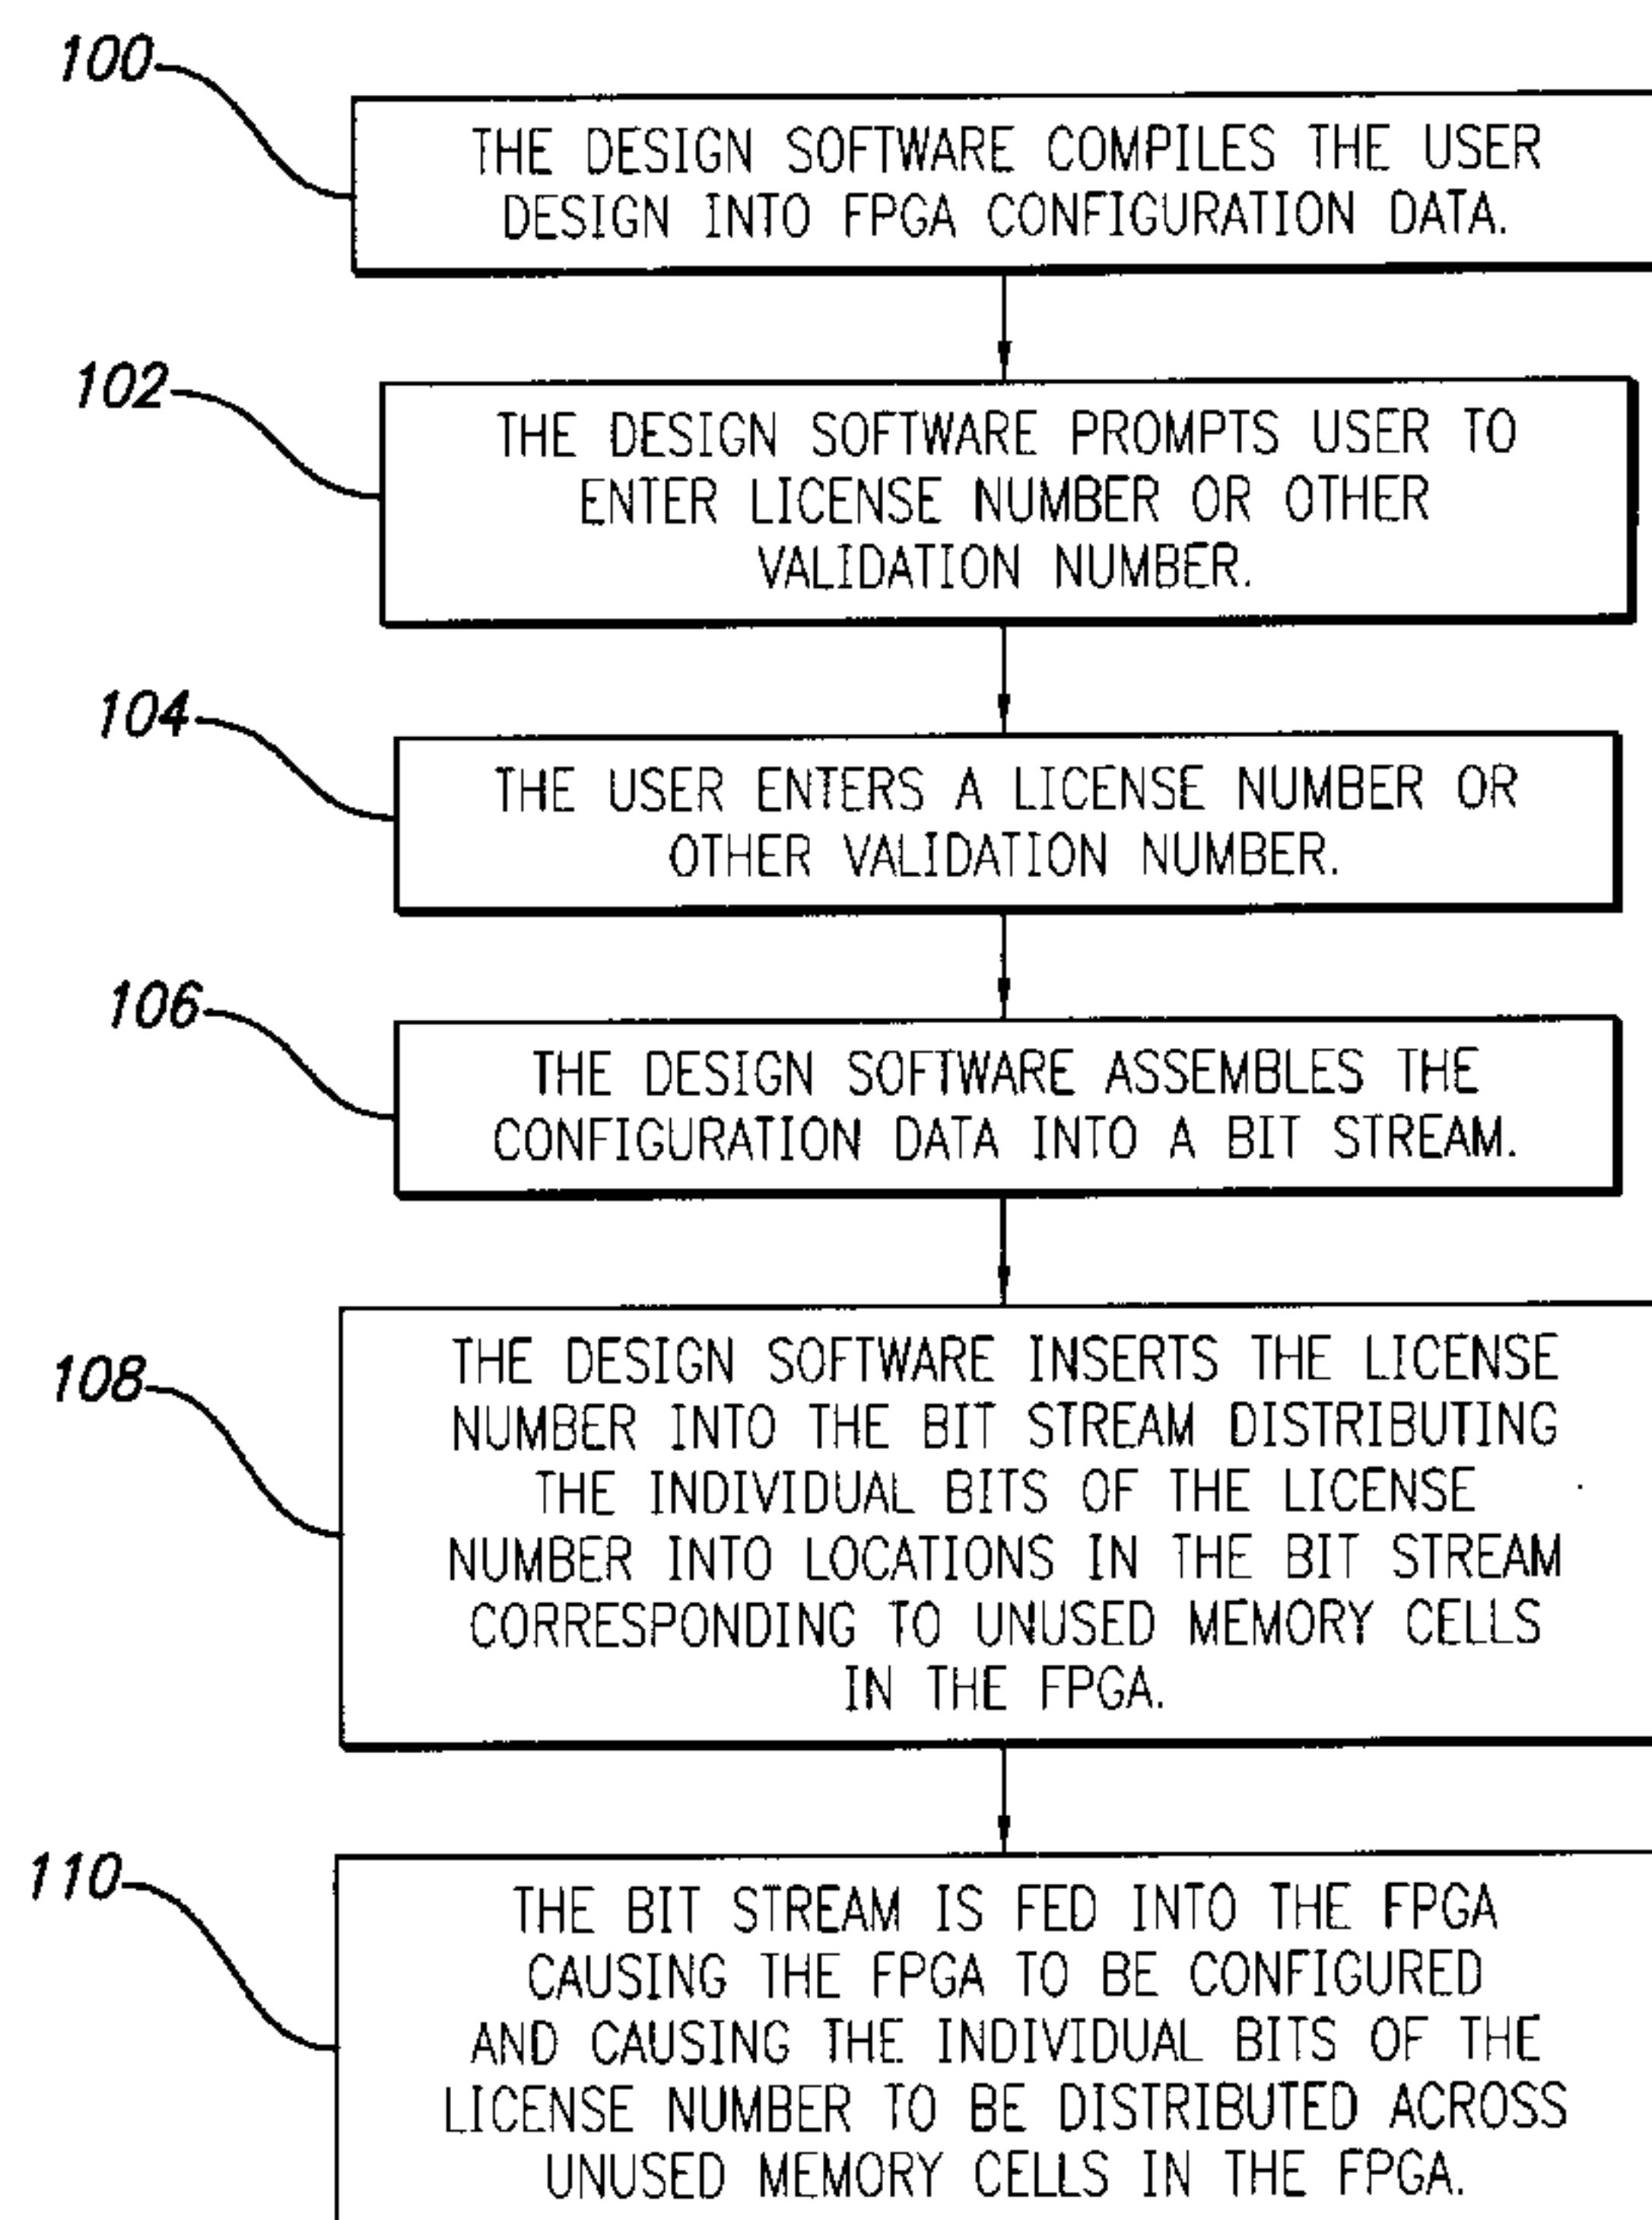 100
THE DESIGN SOFTWARE COMPILES THE USER
DESIGN INTO FPGA CONFIGURATION DATA.
102
THE DESIGN SOFTWARE PROMPTS USER TO
ENTER LICENSE NUMBER OR OTHER
VALIDATION NUMBER.
104
THE USER ENTERS A LICENSE NUMBER OR
OTHER VALIDATION NUMBER.
106
THE DESIGN SOFTWARE ASSEMBLES THE
CONFIGURATION DATA INTO A BIT STREAM.
108
THE DESIGN SOFTWARE INSERTS THE LICENSE
NUMBER INTO THE BIT STREAM DISTRIBUTING
THE INDIVIDUAL BITS OF THE LICENSE
NUMBER INTO LOCATIONS IN THE BIT STREAM
CORRESPONDING TO UNUSED MEMORY CELLS
IN THE FPGA.
110
THE BIT STREAM IS FED INTO THE FPGA
CAUSING THE FPGA TO BE CONFIGURED
AND CAUSING THE INDIVIDUAL BITS OF THE
LICENSE NUMBER TO BE DISTRIBUTED ACROSS
UNUSED MEMORY CELLS IN THE FPGA.